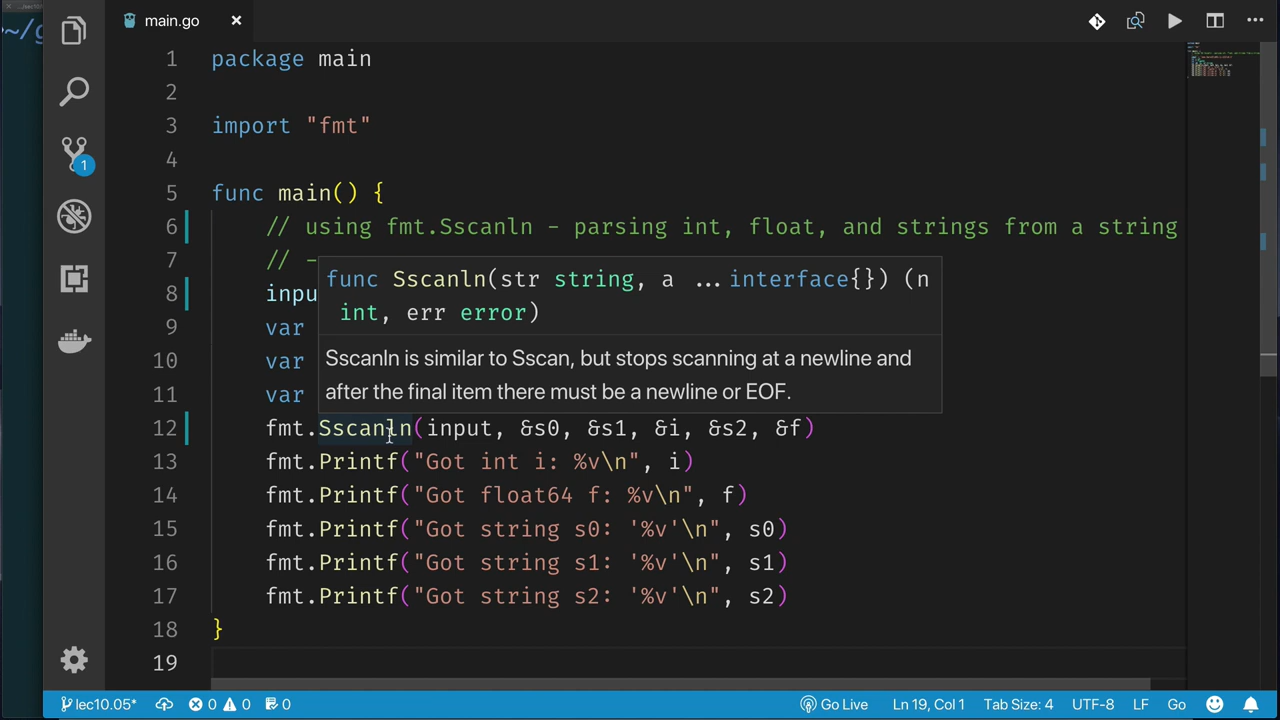 ~/g
main.go
1 package main
2
3 import "fmt"
4
5 func main() {
6 // using fmt.Sscanln - parsing int, float, and strings from a string
7 // -
8 inpu
9 var
10 var
11 var
func Sscanln(str string, a ...interface{}) (n
int, err error)
Sscanln is similar to Sscan, but stops scanning at a newline and
after the final item there must be a newline or EOF.
12 fmt.Sscanln(input, &s0, &s1, &i, &s2, &f)
13 fmt.Printf("Got int i: %v\n", i)
14 fmt.Printf("Got float64 f: %v\n", f)
15 fmt.Printf("Got string s0: '%v'\n", s0)
16 fmt.Printf("Got string s1: '%v'\n", s1)
17 fmt.Printf("Got string s2: '%v'\n", s2)
18 }
19
1
lec10.05* 0 0 0 Go Live Ln 19, Col 1 Tab Size: 4 UTF-8 LF Go